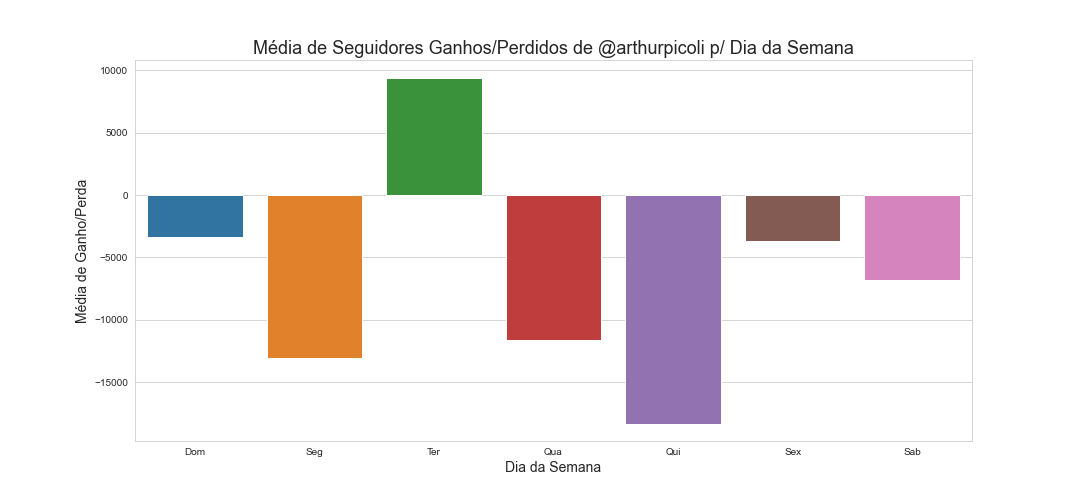 Média de Seguidores Ganhos/Perdidos de @arthurpicoli p/ Dia da Semana
10000
5000
0
−5000
−10000
−15000
Média de Ganho/Perda
Dom Seg Ter Qua Qui Sex Sab
Dia da Semana